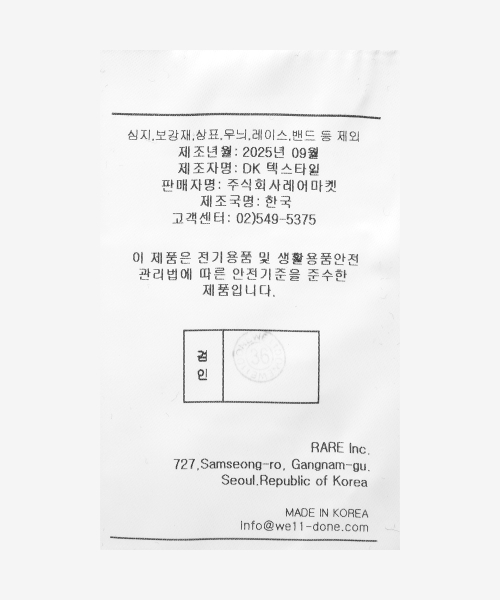 심지,보강재,상표,무늬,레이스,밴드 등 제외
제조년월: 2025년 09월
제조자명: DK 텍스타일
판매자명: 주식회사레어마켓
제조국명: 한국
고객센터: 02)549-5375
이 제품은 전기용품 및 생활용품안전
관리법에 따른 안전기준을 준수한
제품입니다.
검
인
36
RARE Inc.
727,Samseong-ro, Gangnam-gu.
Seoul.Republic of Korea
MADE IN KOREA
Info@we11-done.com